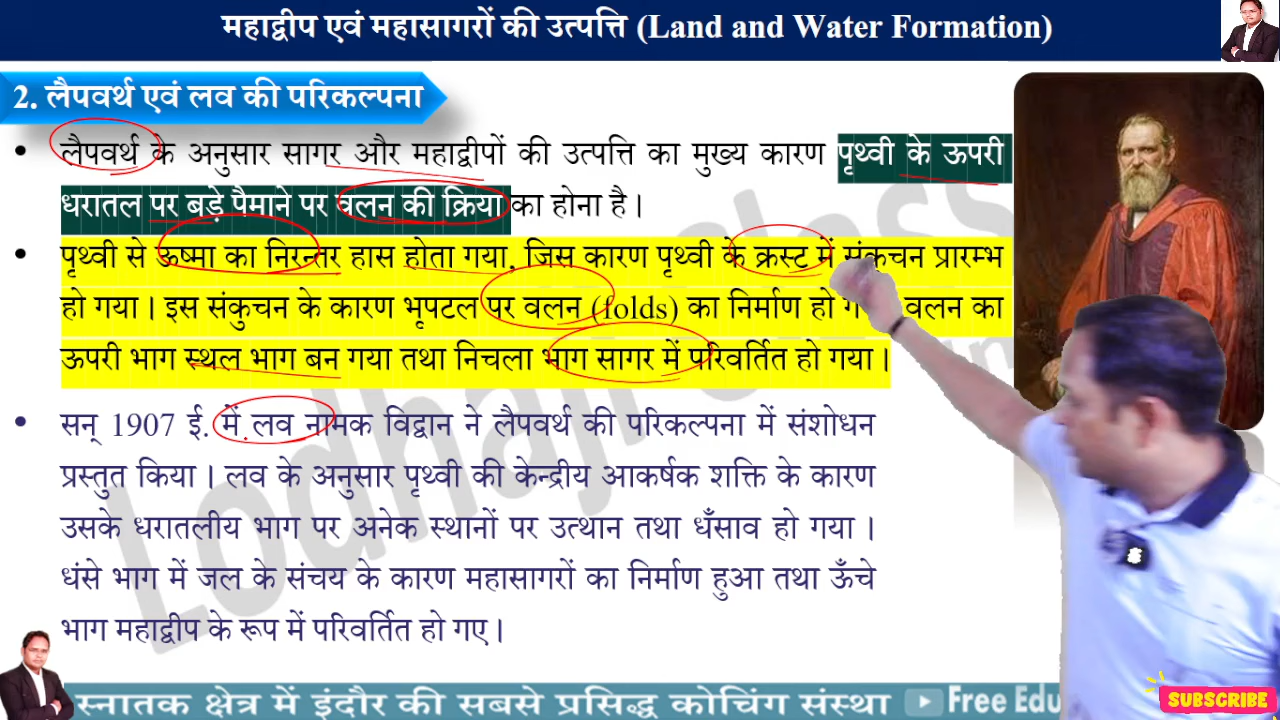 महाद्वीप एवं महासागरों की उत्पत्ति (Land and Water Formation)
2. लैपवर्थ एवं लव की परिकल्पना
• लैपवर्थ के अनुसार सागर और महाद्वीपों की उत्पत्ति का मुख्य कारण पृथ्वी के ऊपरी
धरातल पर बड़े पैमाने पर वलन की क्रिया का होना है।
• पृथ्वी से ऊष्मा का निरन्तर हास होता गया, जिस कारण पृथ्वी के क्रस्ट में संकुचन प्रारम्भ
हो गया। इस संकुचन के कारण भूपटल पर वलन (folds) का निर्माण हो वलन का
ऊपरी भाग स्थल भाग बन गया तथा निचला भाग सागर में परिवर्तित हो गया।
• सन् 1907 ई. में लव नामक विद्वान ने लैपवर्थ की परिकल्पना में संशोधन
प्रस्तुत किया। लव के अनुसार पृथ्वी की केन्द्रीय आकर्षक शक्ति के कारण
उसके धरातलीय भाग पर अनेक स्थानों पर उत्थान तथा धँसाव हो गया।
धंसे भाग में जल के संचय के कारण महासागरों का निर्माण हुआ तथा ऊँचे
भाग महाद्वीप के रूप में परिवर्तित हो गए।
स्नातक क्षेत्र में इंदौर की सबसे प्रसिद्ध कोचिंग संस्था Free
SUBSCRIBE